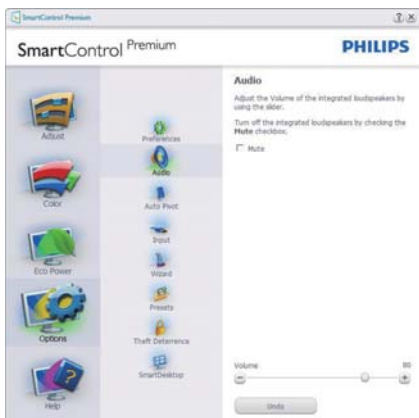 SmartControl Premium
SmartControl Premium
PHILIPS
Adjust
Color
Eco Power
Options
Help
Preferences
Audio
Auto Pivot
Input
Wizard
Presets
Theft Deterrence
SmartDesktop
Audio
Adjust the Volume of the integrated loudspeakers by
using the slider.
Turn off the integrated loudspeakers by checking the
Mute checkbox.
Mute
Volume 80
Undo